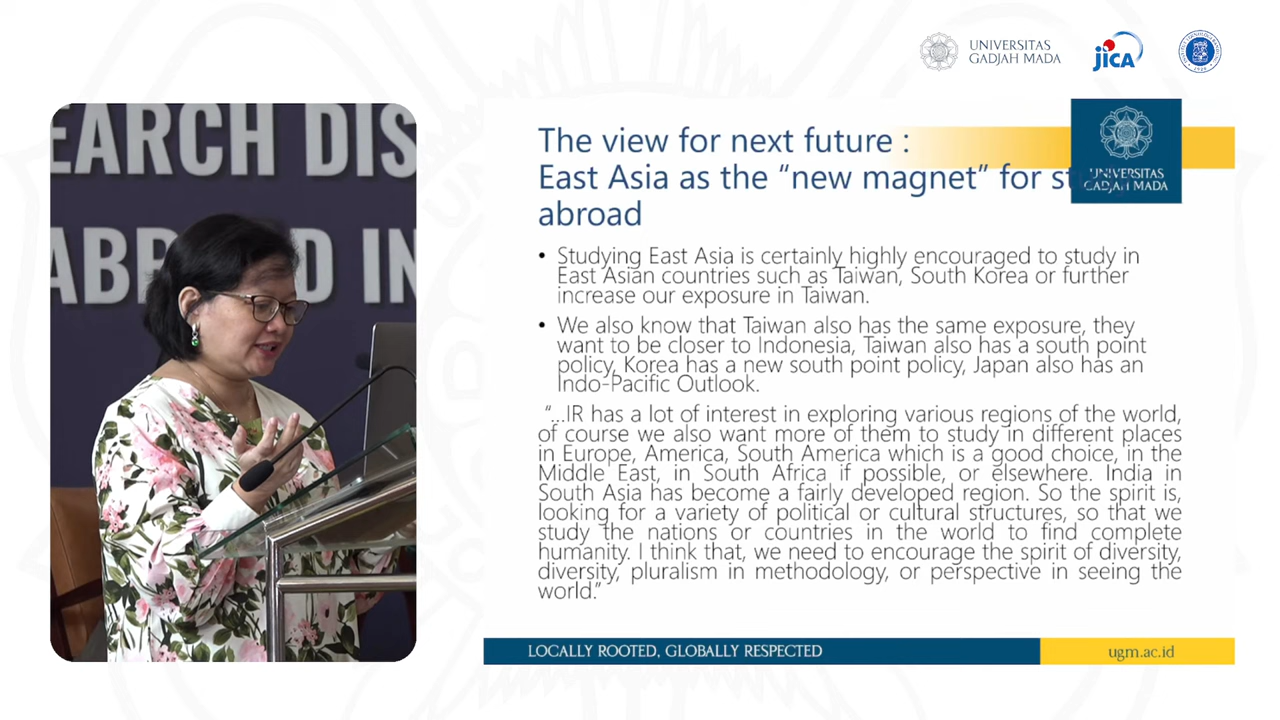 UNIVERSITAS
GADJAH MADA
jICA
EARCH DIS
ABR D IN
The view for next future :
East Asia as the “new magnet” for st
abroad
UNIVERSITAS
GADJAH MADA
• Studying East Asia is certainly highly encouraged to study in
East Asian countries such as Taiwan, South Korea or further
increase our exposure in Taiwan.
• We also know that Taiwan also has the same exposure, they
want to be closer to Indonesia, Taiwan also has a south point
policy, Korea has a new south point policy, Japan also has an
Indo-Pacific Outlook.
“...IR has a lot of interest in exploring various regions of the world,
of course we also want more of them to study in different places
in Europe, America, South America which is a good choice, in the
Middle East, in South Africa if possible, or elsewhere. India in
South Asia has become a fairly developed region. So the spirit is,
looking for a variety of political or cultural structures, so that we
study the nations or countries in the world to find complete
humanity. I think that, we need to encourage the spirit of diversity,
diversity, pluralism in methodology, or perspective in seeing the
world.”
LOCALLY ROOTED, GLOBALLY RESPECTED
ugm.ac.id